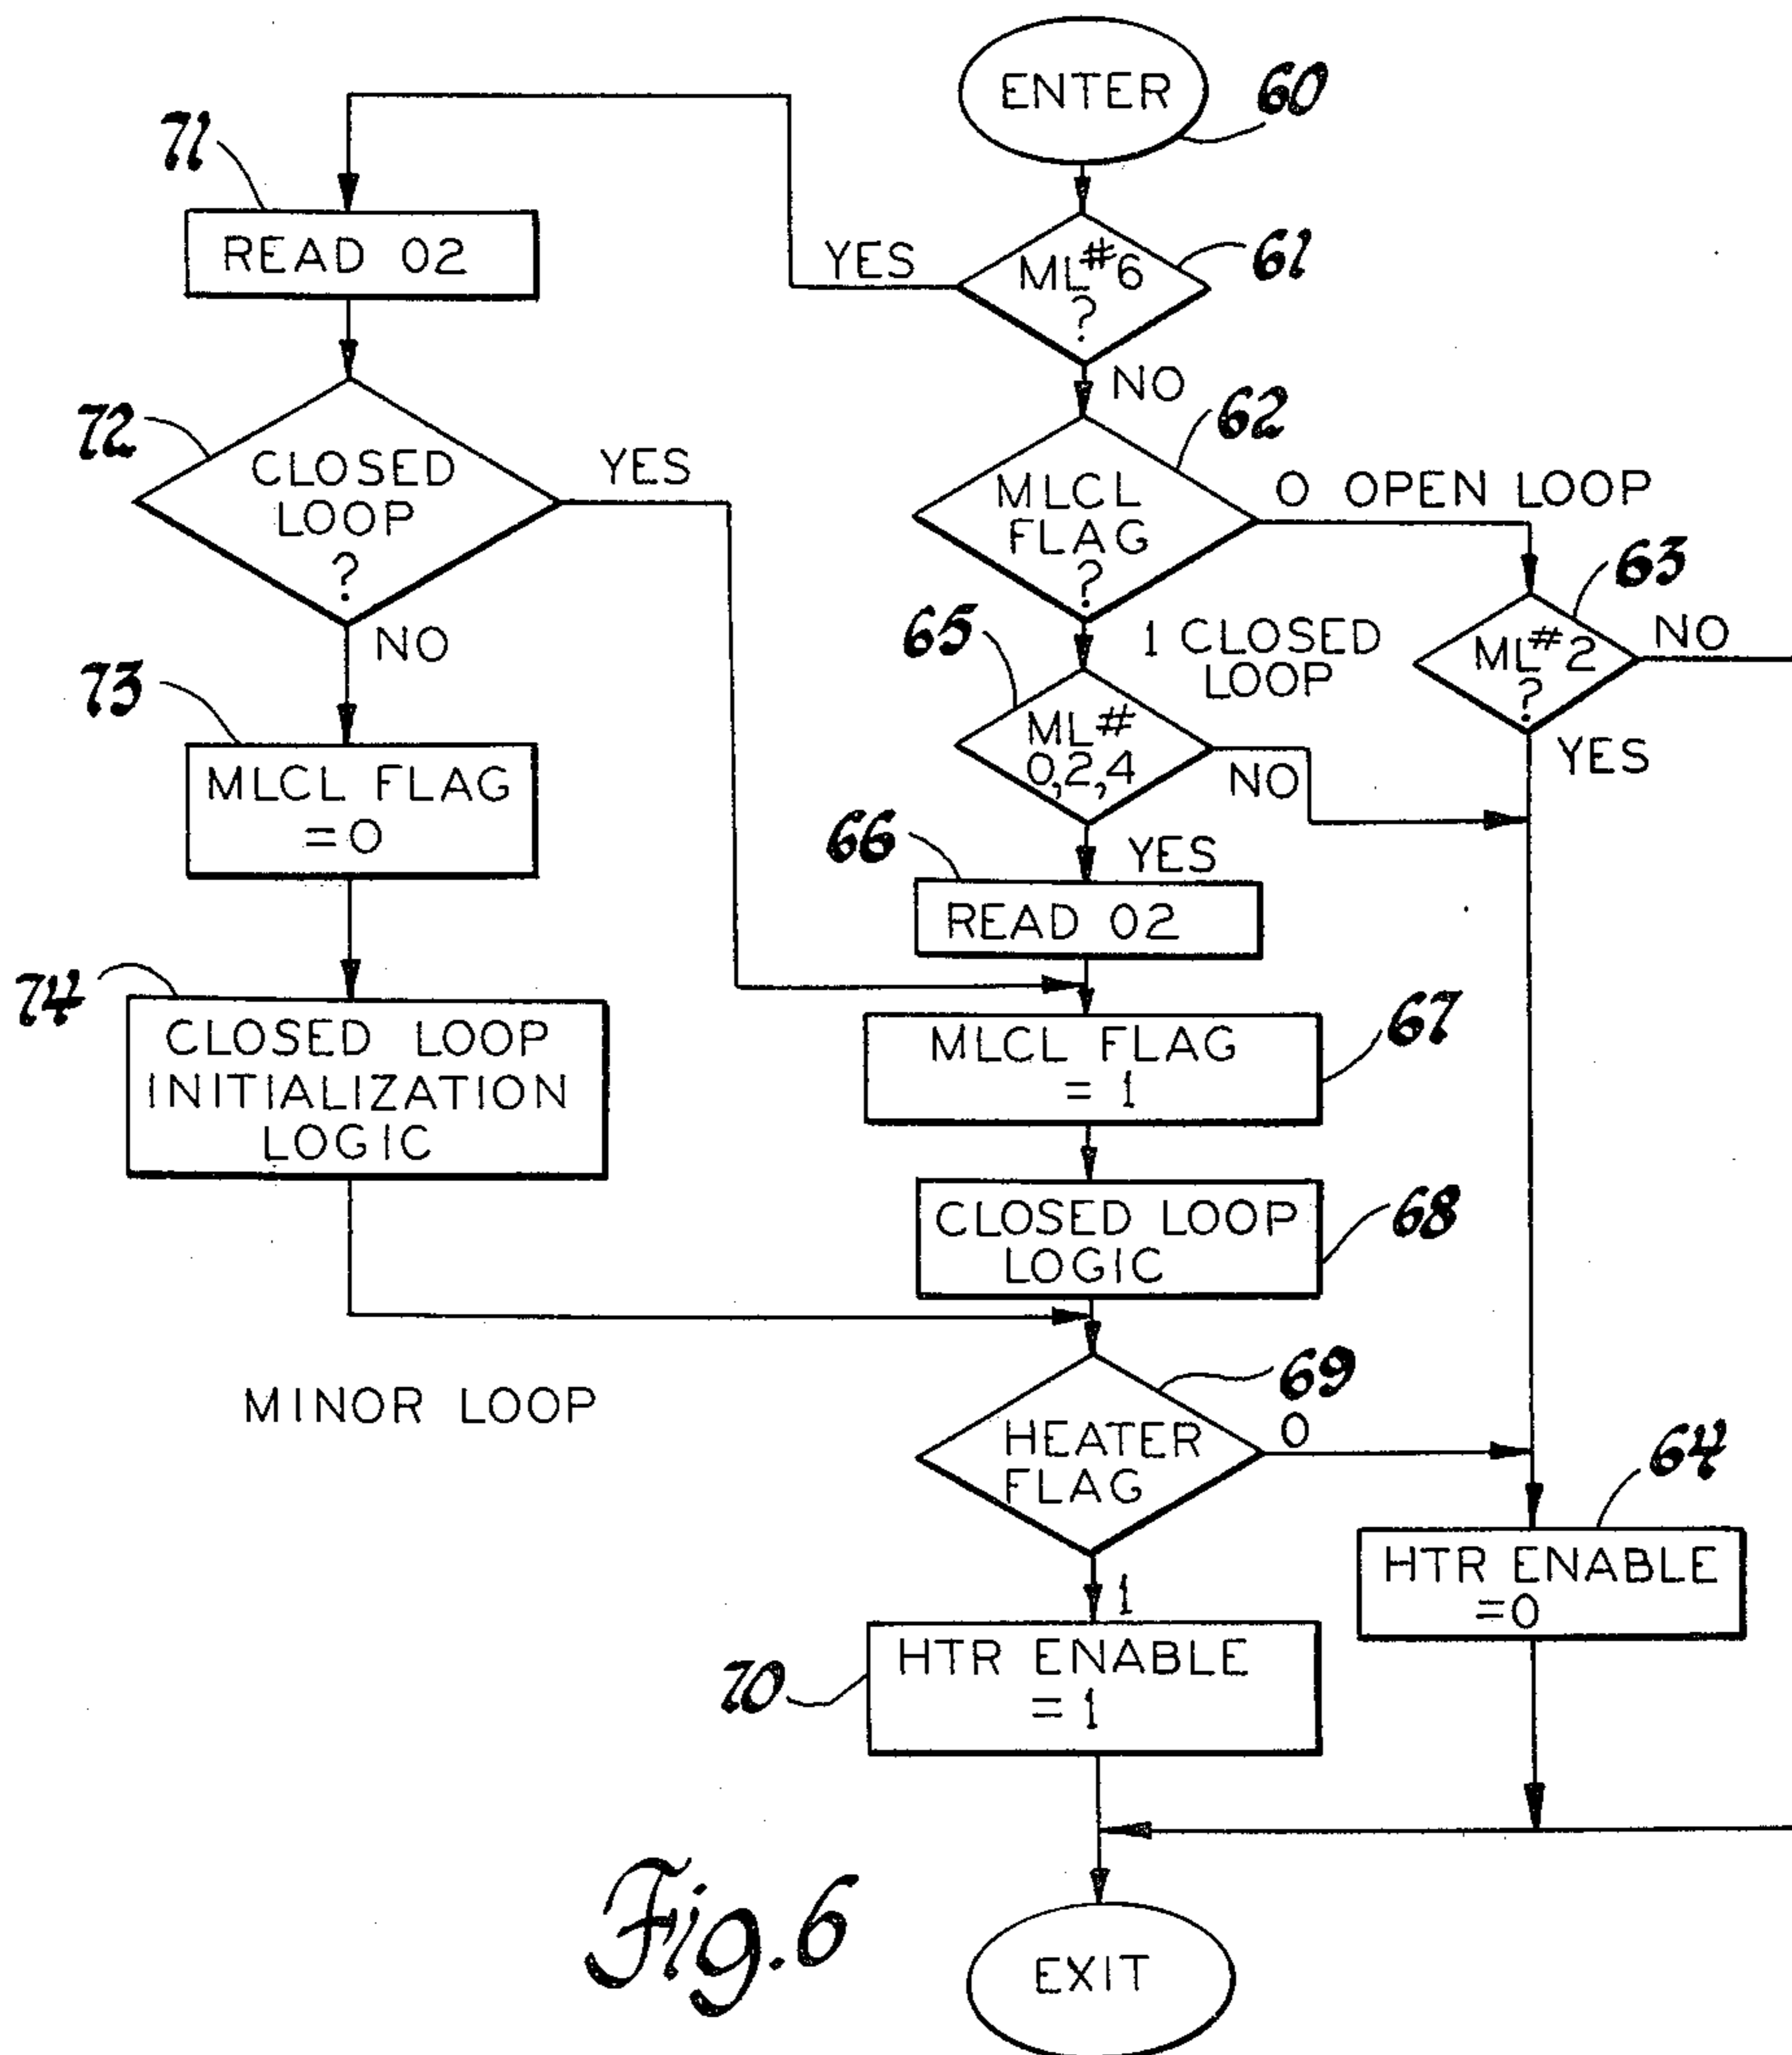 ENTER
60
71
READ 02
YES
ML#6
?
61
NO
72
CLOSED
LOOP
?
YES
NO
MLCL
FLAG
?
62
0 OPEN LOOP
1 CLOSED
LOOP
63
ML#2
?
NO
YES
65
ML#
0,2,4
NO
YES
73
MLCL FLAG
=0
66
READ 02
74
CLOSED LOOP
INITIALIZATION
LOGIC
MLCL FLAG
= 1
67
CLOSED LOOP
LOGIC
68
MINOR LOOP
HEATER
FLAG
69
0
1
64
HTR ENABLE
=0
70
HTR ENABLE
= 1
EXIT
Fig.6